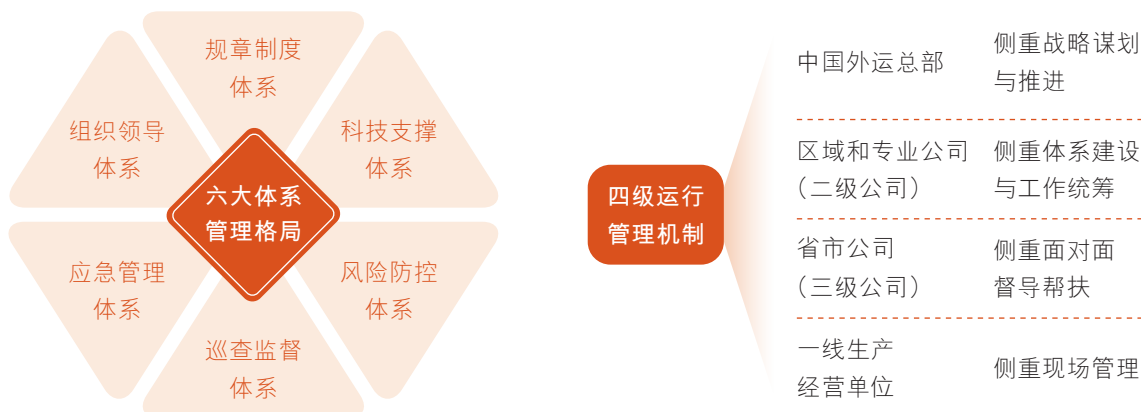 规章制度
体系
组织领导
体系
科技支撑
体系
六大体系
管理格局
应急管理
体系
风险防控
体系
巡查监督
体系
四级运行
管理机制
中国外运总部
侧重战略谋划
与推进
区域和专业公司
（二级公司）
侧重体系建设
与工作统筹
省市公司
（三级公司）
侧重面对面
督导帮扶
一线生产
经营单位
侧重现场管理